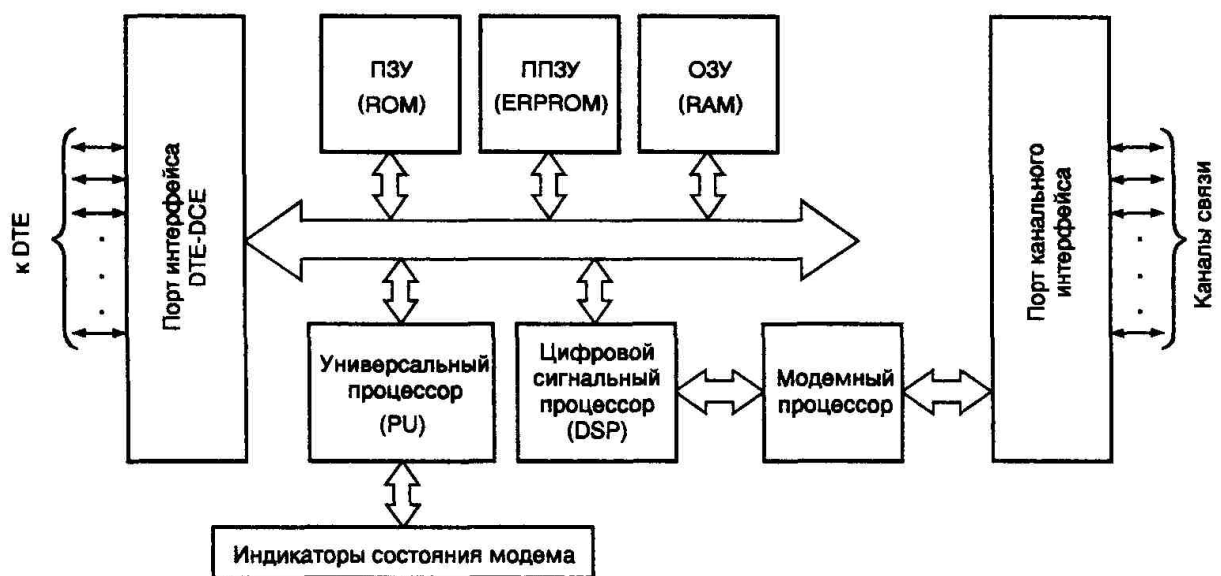 ПЗУ
(ROM)
ППЗУ
(ERPROM)
ОЗУ
(RAM)
к DTE
Порт интерфейса
DTE-DCE
Порт канального
интерфейса
Каналы связи
Универсальный
процессор
(PU)
Цифровой
сигнальный
процессор
(DSP)
Модемный
процессор
Индикаторы состояния модема